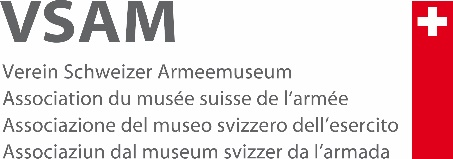 VSAM
Verein Schweizer Armeemuseum
Association du musée suisse de l'armée
Associazione del museo svizzero dell'esercito
Associaziun dal museum svizzer da l'armada